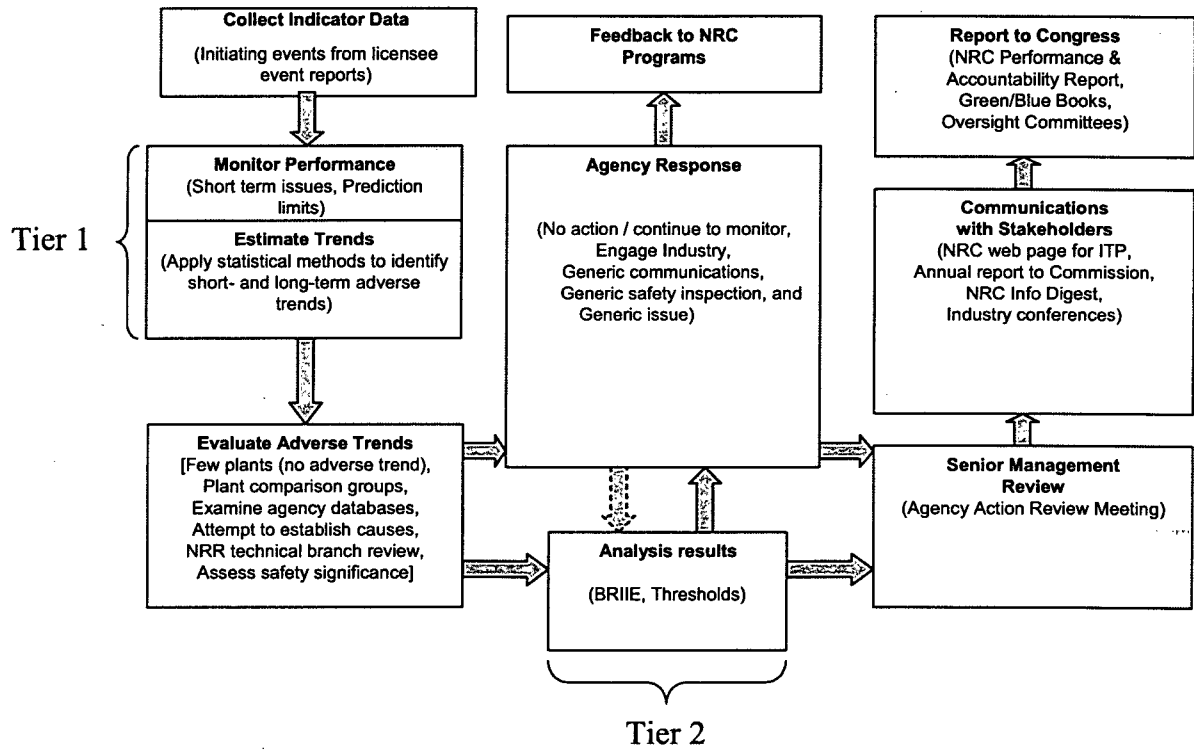 Collect Indicator Data
(Initiating events from licensee
event reports)
Feedback to NRC
Programs
Report to Congress
(NRC Performance &
Accountability Report,
Green/Blue Books,
Oversight Committees)
Tier 1
Monitor Performance
(Short term issues, Prediction
limits)
Estimate Trends
(Apply statistical methods to identify
short- and long-term adverse
trends)
Agency Response
(No action / continue to monitor,
Engage Industry,
Generic communications,
Generic safety inspection, and
Generic issue)
Communications
with Stakeholders
(NRC web page for ITP,
Annual report to Commission,
NRC Info Digest,
Industry conferences)
Evaluate Adverse Trends
[Few plants (no adverse trend),
Plant comparison groups,
Examine agency databases,
Attempt to establish causes,
NRR technical branch review,
Assess safety significance]
Analysis results
(BRIIE, Thresholds)
Senior Management
Review
(Agency Action Review Meeting)
Tier 2